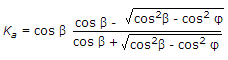 Kₐ = cos β (cos β - √(cos²β - cos² φ)) / (cos β + √(cos²β - cos² φ))